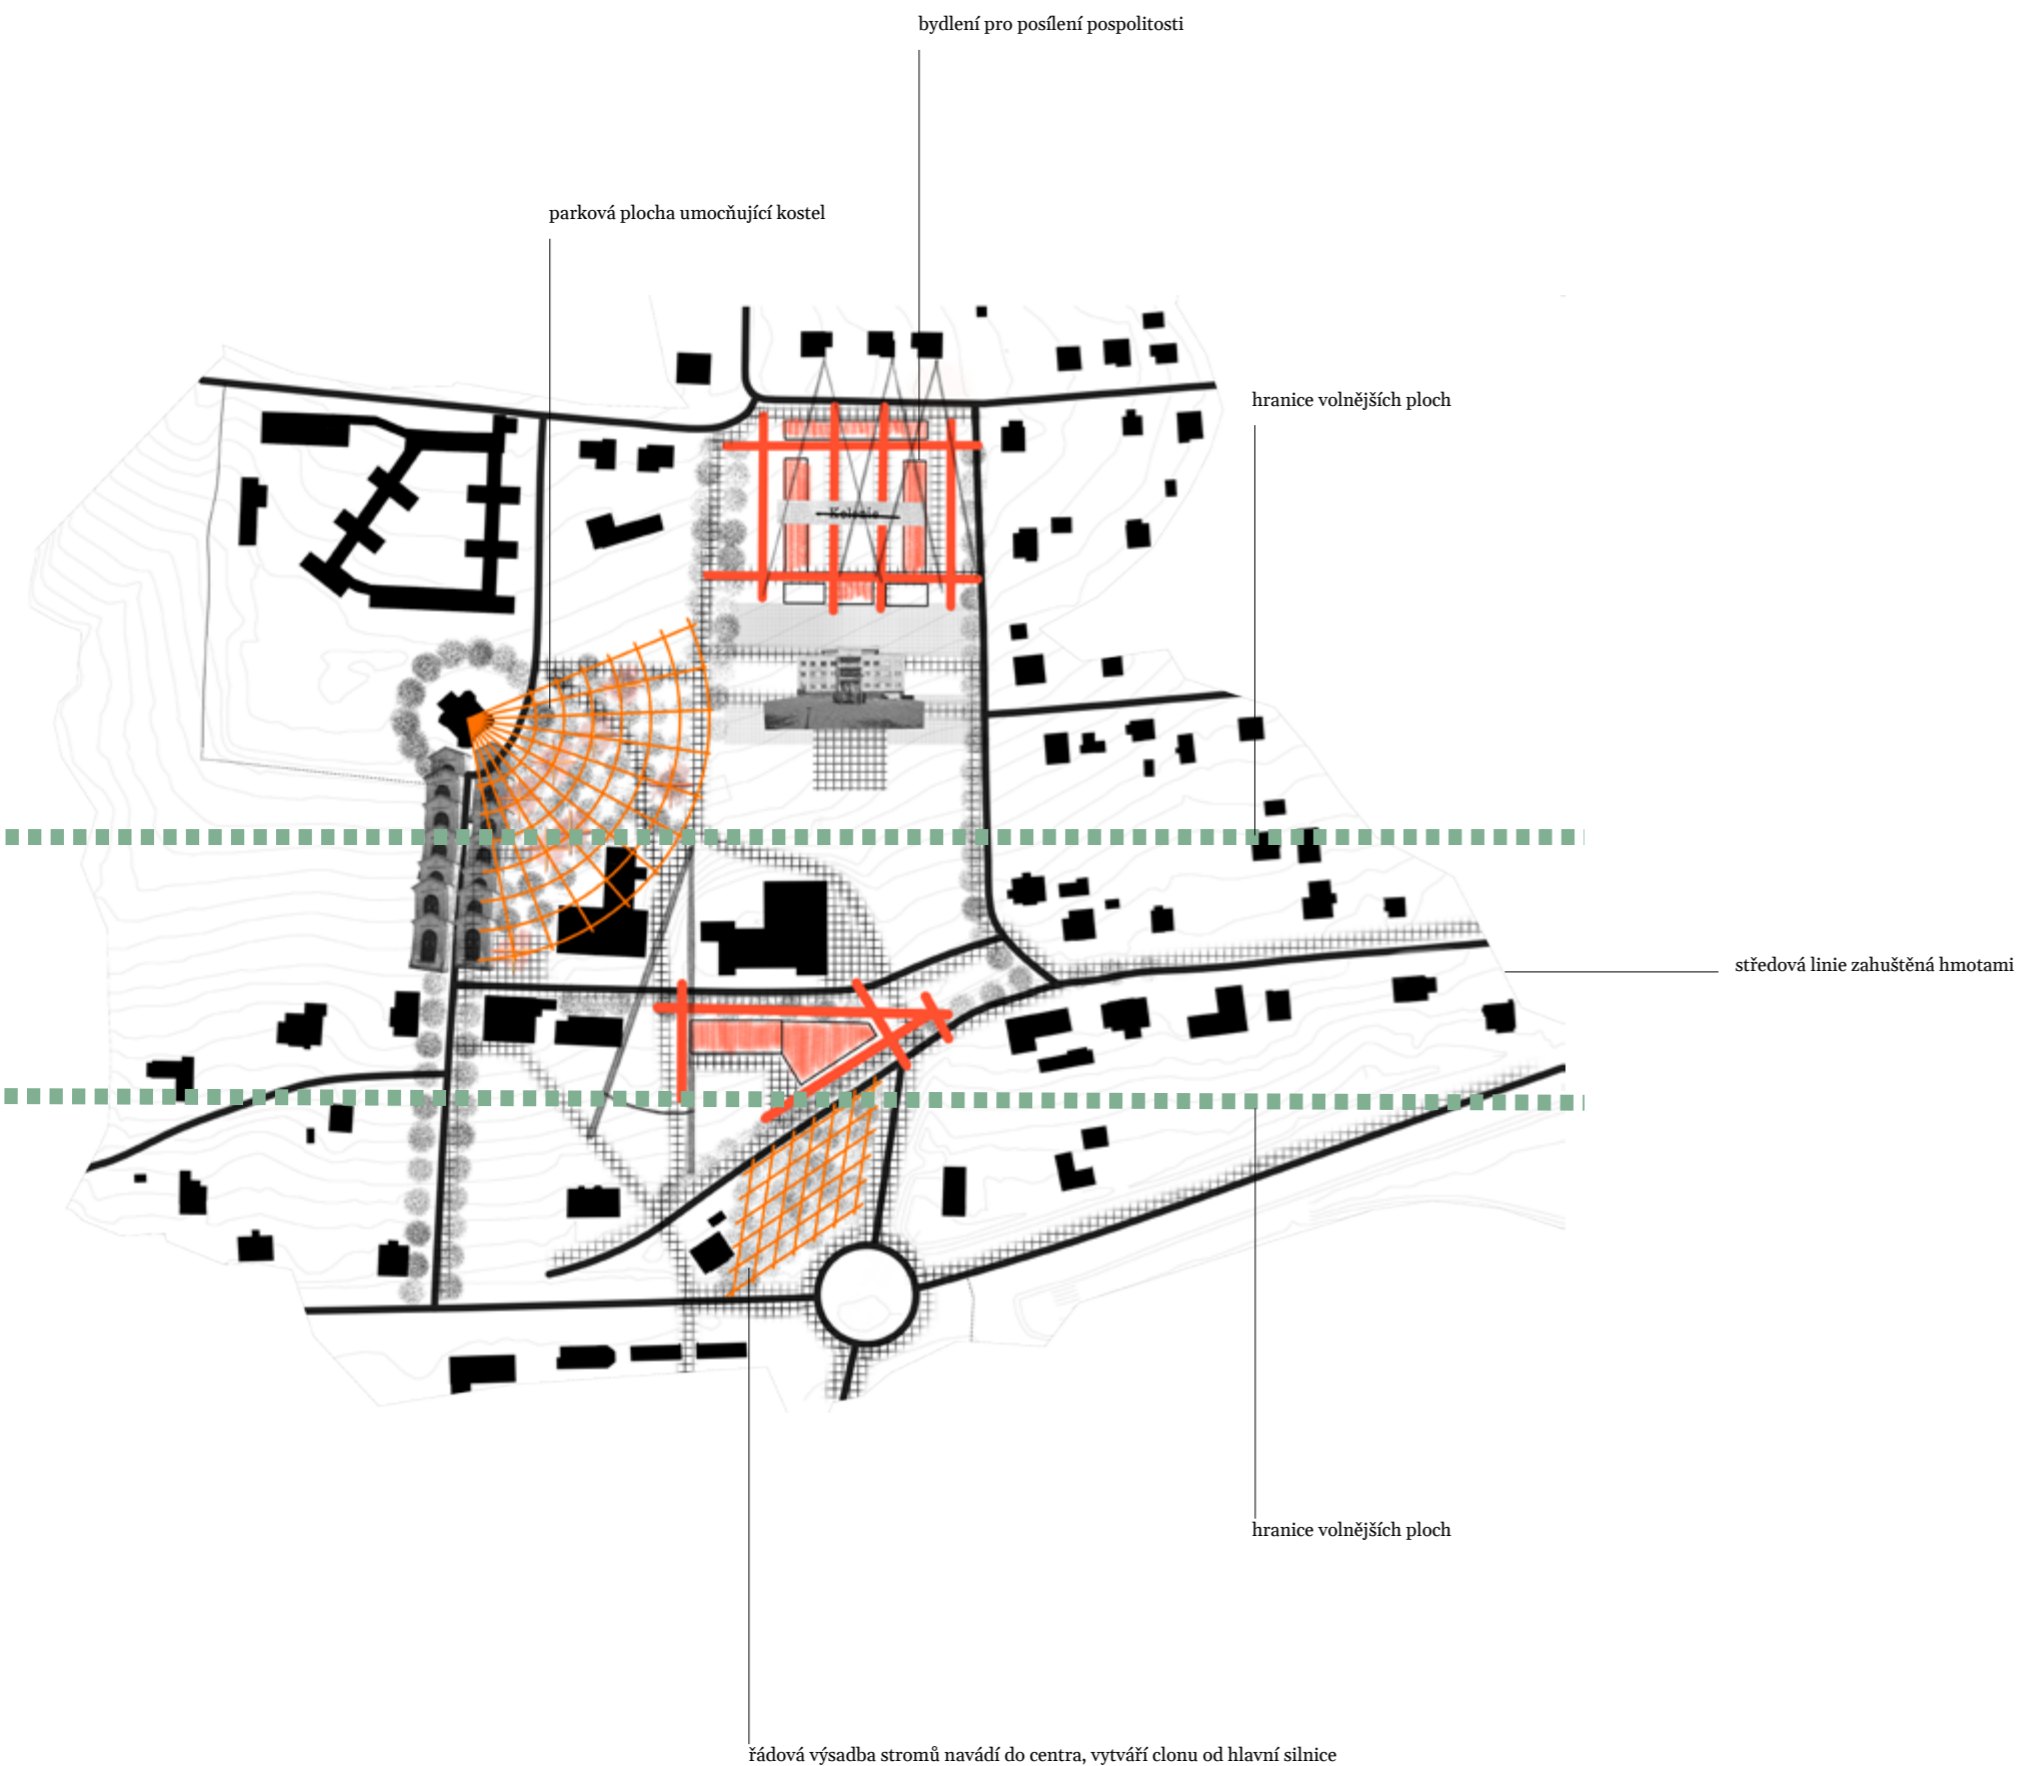 bydlení pro posílení pospolitosti
parková plocha umocňující kostel
hranice volnějších ploch
Kolonie
středová linie zahuštěná hmotami
hranice volnějších ploch
řádová výsadba stromů navádí do centra, vytváří clonu od hlavní silnice